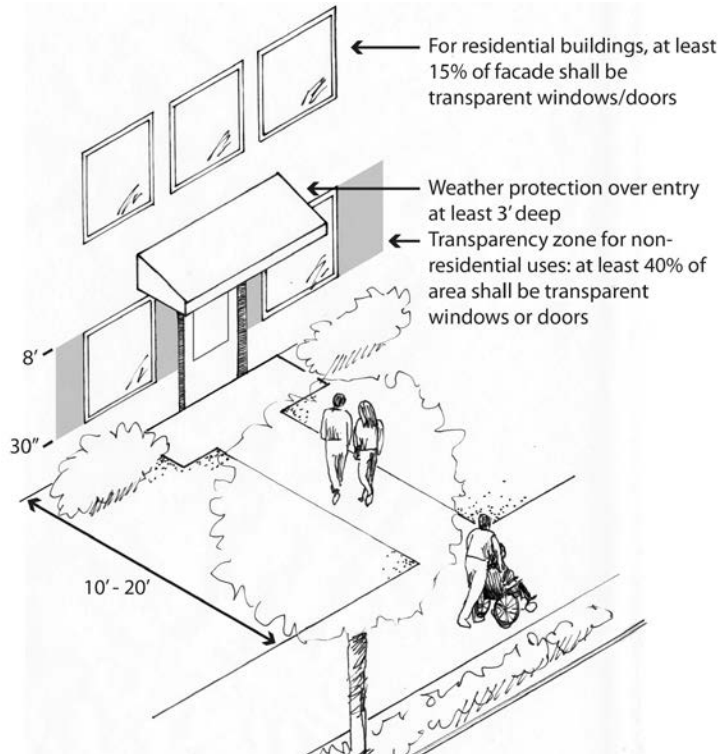 For residential buildings, at least
15% of facade shall be
transparent windows/doors
Weather protection over entry
at least 3' deep
Transparency zone for non-
residential uses: at least 40% of
area shall be transparent
windows or doors
8'
30"
10' - 20'